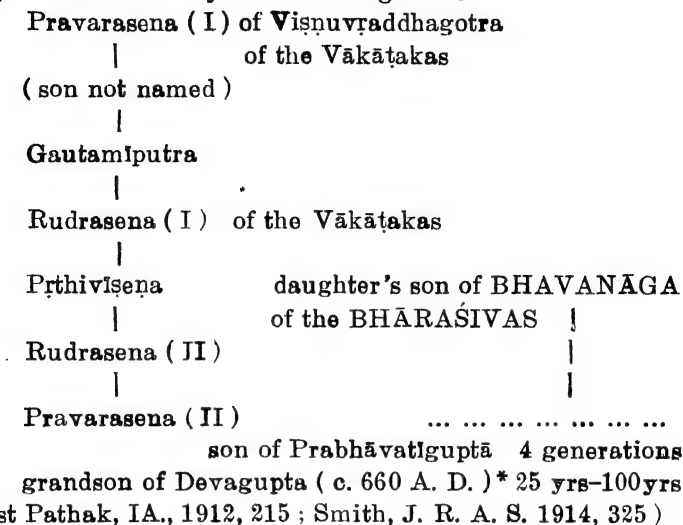 Pravarasena ( I ) of Viṣṇuvṛaddhagotra
of the Vākāṭakas
( son not named )
Gautamīputra
Rudrasena ( I ) of the Vākāṭakas
Pṛthivīṣeṇa daughter's son of BHAVANĀGA
of the BHĀRAŚIVAS
Rudrasena ( II )
Pravarasena ( II ) ... ... ... ... ... ... ...
son of Prabhāvatīguptā 4 generations
grandson of Devagupta ( c. 660 A. D. )* 25 yrs–100yrs
st Pathak, IA., 1912, 215 ; Smith, J. R. A. S. 1914, 325 )